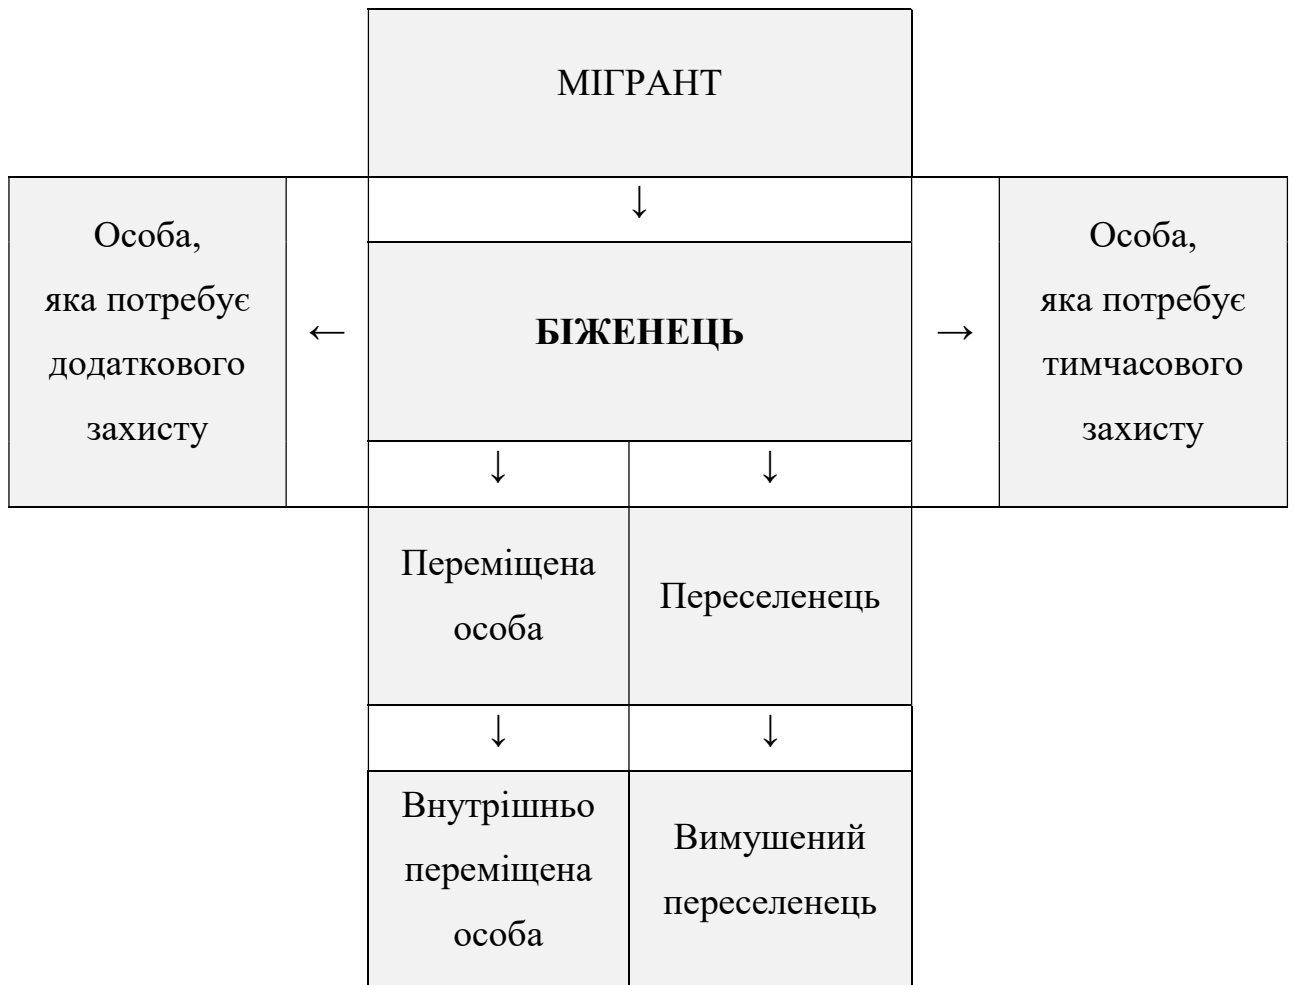 МІГРАНТ
↓
Особа,
яка потребує
додаткового
захисту
←
БІЖЕНЕЦЬ
→
Особа,
яка потребує
тимчасового
захисту
↓ ↓
Переміщена
особа
Переселенець
↓ ↓
Внутрішньо
переміщена
особа
Вимушений
переселенець